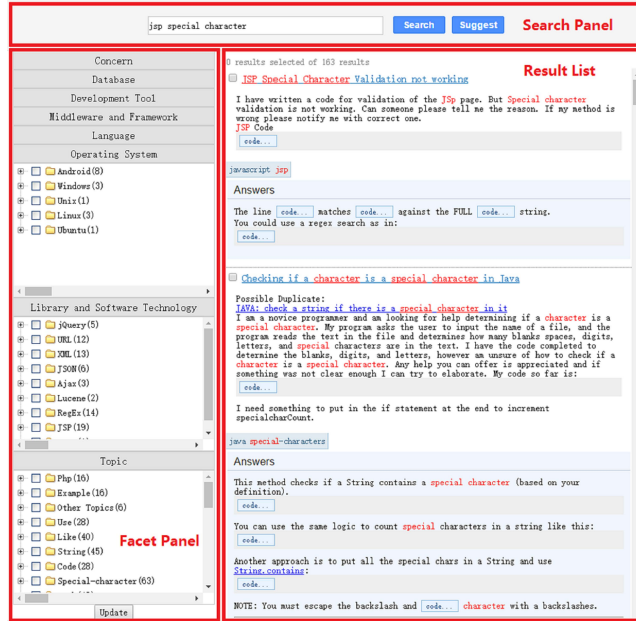 jsp special character
Search
Suggest
Search Panel
Concern
Database
Development Tool
Middleware and Framework
Language
Operating System
Android(8)
Windows(3)
Unix(1)
Linux(3)
Ubuntu(1)
Library and Software Technology
jQuery(5)
URL(12)
XML(13)
JSON(6)
Ajax(3)
Lucene(2)
RegEx(14)
JSP(19)
Topic
Php(16)
Example(16)
Other Topics(6)
Use(28)
Like(40)
String(45)
Code(28)
Special-character(63)
Facet Panel
Update
0 results selected of 163 results
Result List
JSP Special Character Validation not working
I have written a code for validation of the JSp page. But Special character
validation is not working. Can someone please tell me the reason. If my method is
wrong please notify me with correct one.
JSP Code
code...
javascript jsp
Answers
The line code... matches code... against the FULL code... string.
You could use a regex search as in:
code...
Checking if a character is a special character in Java
Possible Duplicate:
JAVA: check a string if there is a special character in it
I am a novice programmer and am looking for help determining if a character is a
special character. My program asks the user to input the name of a file, and the
program reads the text in the file and determines how many blanks spaces, digits,
letters, and special characters are in the text. I have the code completed to
determine the blanks, digits, and letters, however am unsure of how to check if a
character is a special character. Any help you can offer is appreciated and if
something was not clear enough I can try to elaborate. My code so far is:
code...
I need something to put in the if statement at the end to increment
specialcharCount.
java special-characters
Answers
This method checks if a String contains a special character (based on your
definition).
code...
You can use the same logic to count special characters in a string like this:
code...
Another approach is to put all the special chars in a String and use
String.contains:
code...
NOTE: You must escape the backslash and code... character with a backslashes.